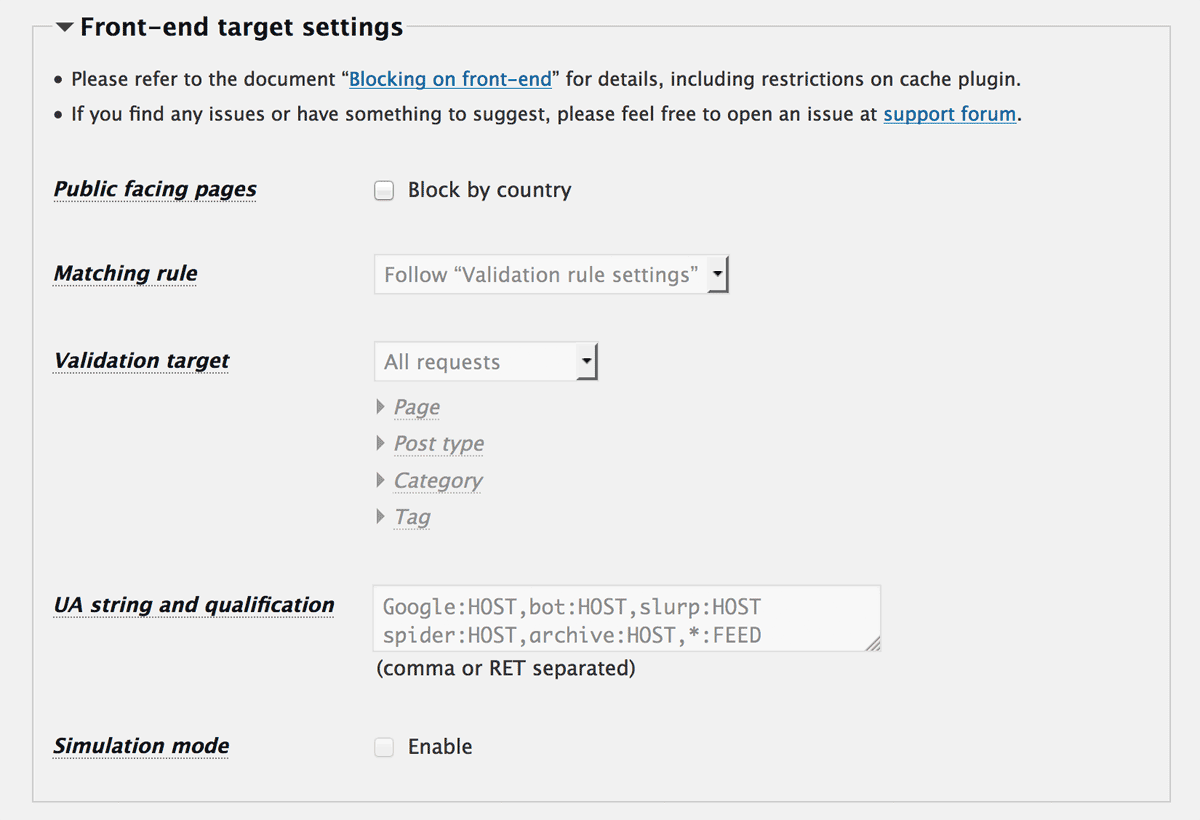 Front-end target settings
• Please refer to the document “Blocking on front-end” for details, including restrictions on cache plugin.
• If you find any issues or have something to suggest, please feel free to open an issue at support forum.
Public facing pages
Block by country
Matching rule
Follow “Validation rule settings”
Validation target
All requests
Page
Post type
Category
Tag
UA string and qualification
Google:HOST,bot:HOST,slurp:HOST
spider:HOST,archive:HOST,*:FEED
(comma or RET separated)
Simulation mode
Enable